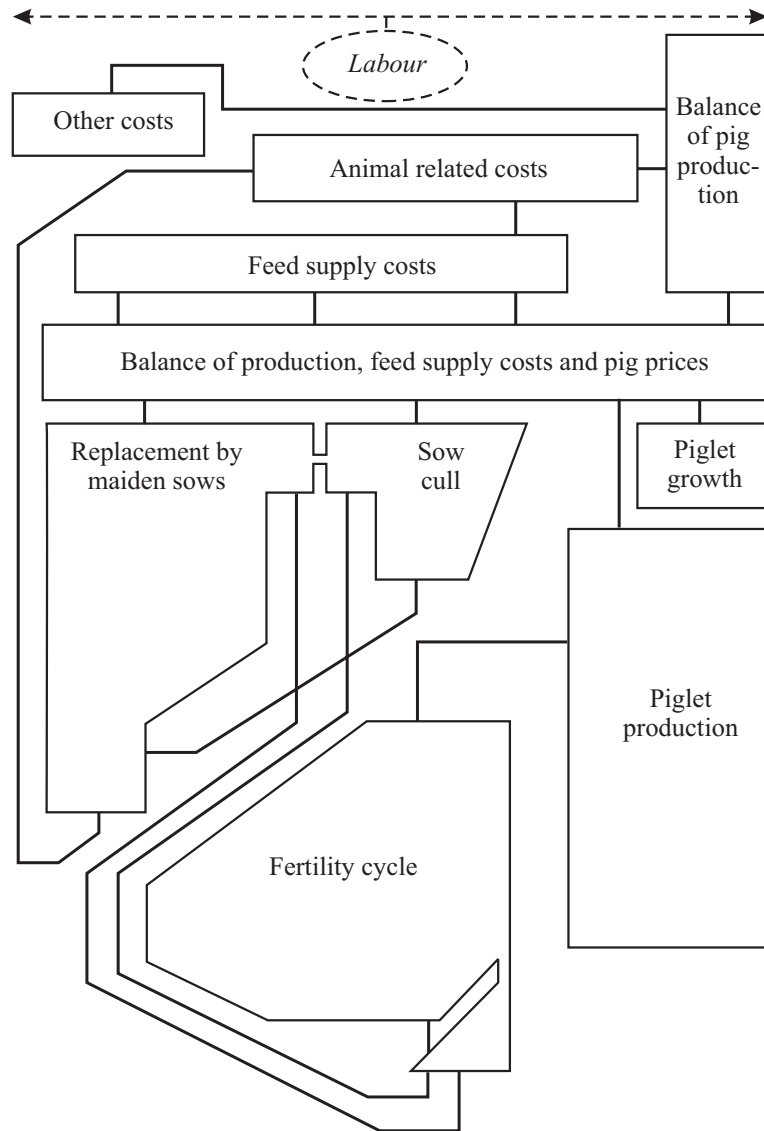 Labour
Other costs
Balance
of pig
produc-
tion
Animal related costs
Feed supply costs
Balance of production, feed supply costs and pig prices
Replacement by
maiden sows
Sow
cull
Piglet
growth
Piglet
production
Fertility cycle